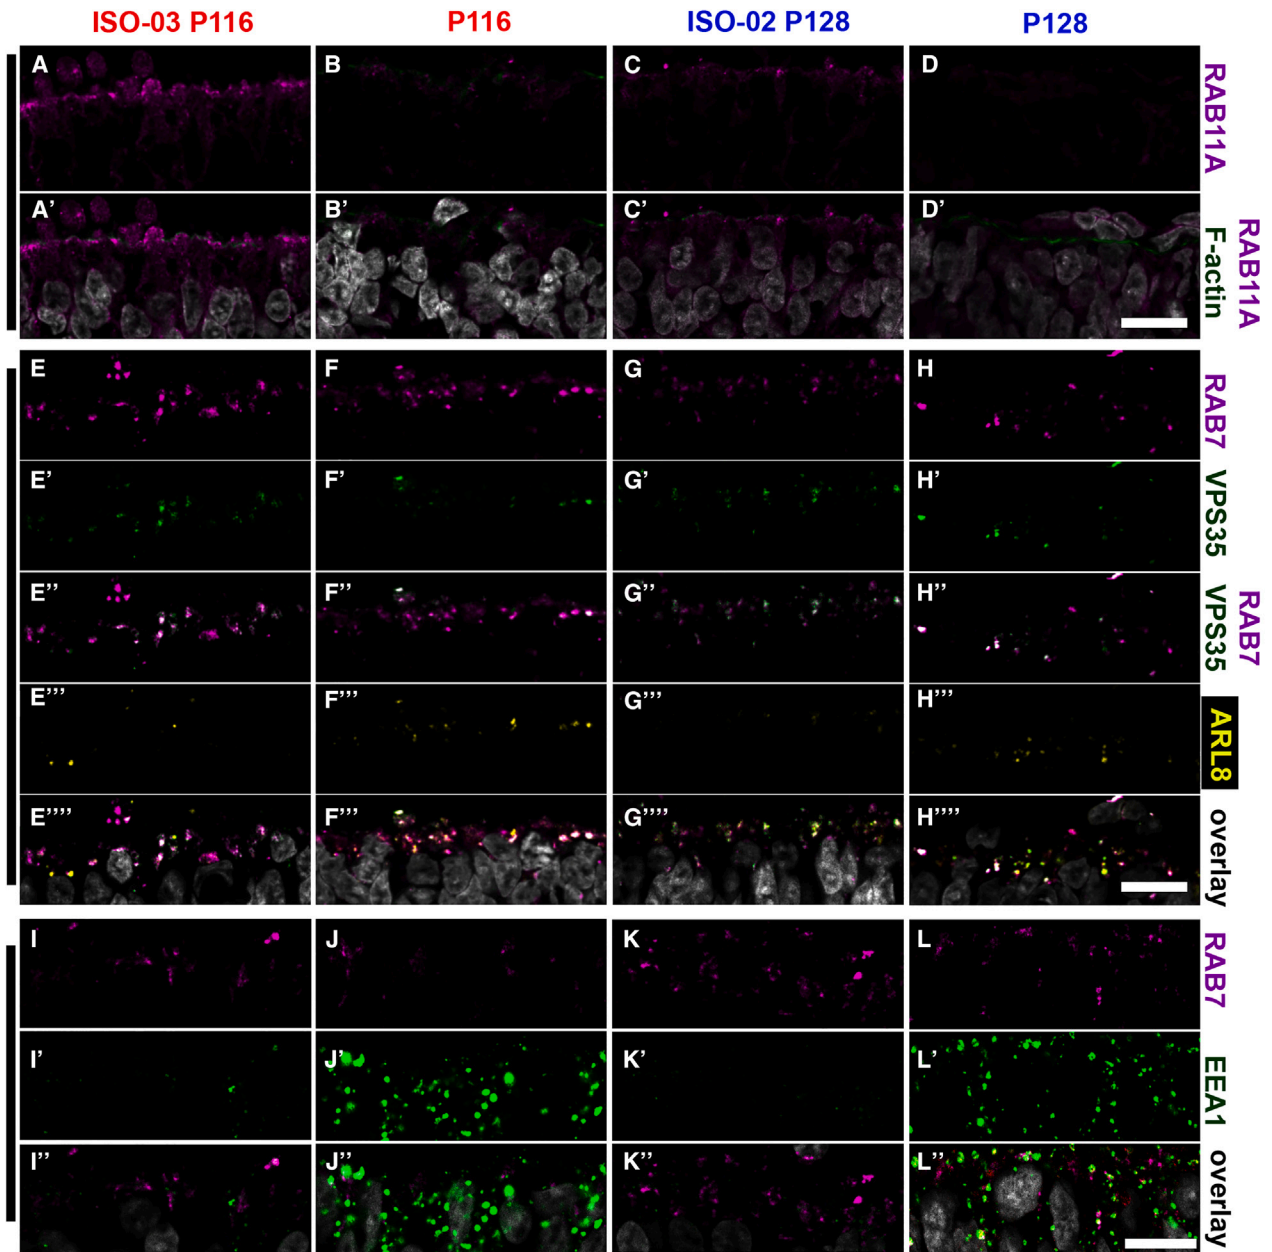 ISO-03 P116 P116 ISO-02 P128 P128
A B C D RAB11A
A’ B’ C’ D’ F-actin RAB11A
E F G H RAB7
E’ F’ G’ H’ VPS35
E’’ F’’ G’’ H’’ VPS35 RAB7
E’’’ F’’’ G’’’ H’’’ ARL8
E’’’’ F’’’ G’’’’ H’’’’ overlay
I J K L RAB7
I’ J’ K’ L’ EEA1
I’’ J’’ K’’ L’’ overlay